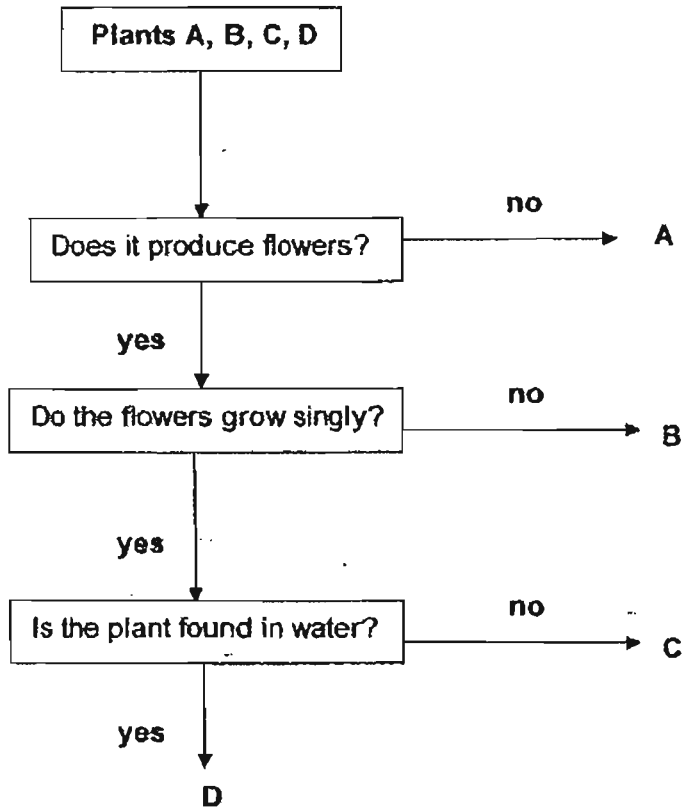 Plants A, B, C, D
no
Does it produce flowers?
A
yes
no
Do the flowers grow singly?
B
yes
no
Is the plant found in water?
C
yes
D